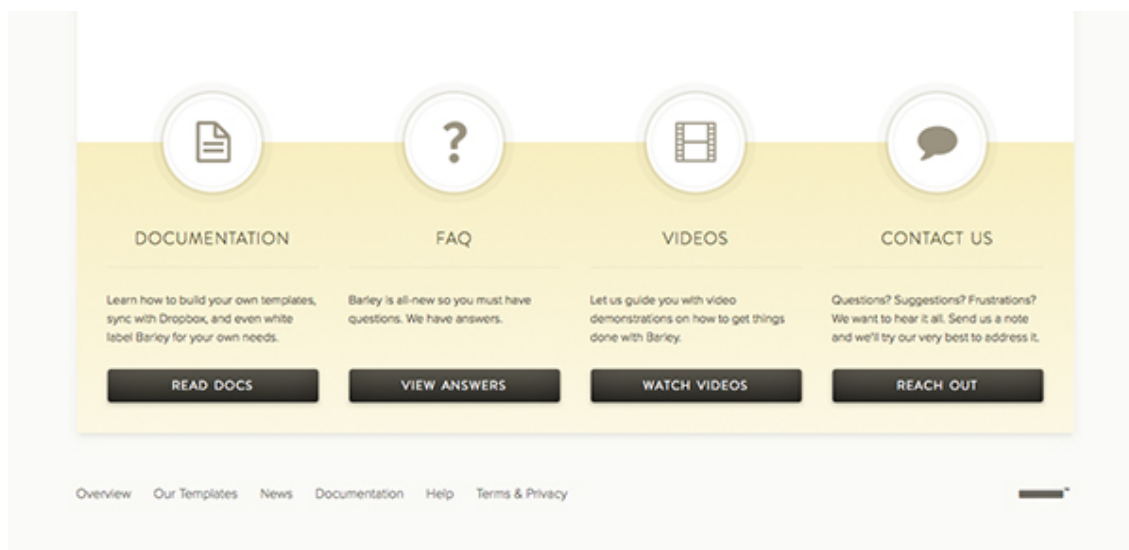 DOCUMENTATION
FAQ
VIDEOS
CONTACT US
Learn how to build your own templates,
sync with Dropbox, and even white
label Barley for your own needs.
Barley is all-new so you must have
questions. We have answers.
Let us guide you with video
demonstrations on how to get things
done with Barley.
Questions? Suggestions? Frustrations?
We want to hear it all. Send us a note
and we'll try our very best to address it.
READ DOCS
VIEW ANSWERS
WATCH VIDEOS
REACH OUT
Overview Our Templates News Documentation Help Terms & Privacy